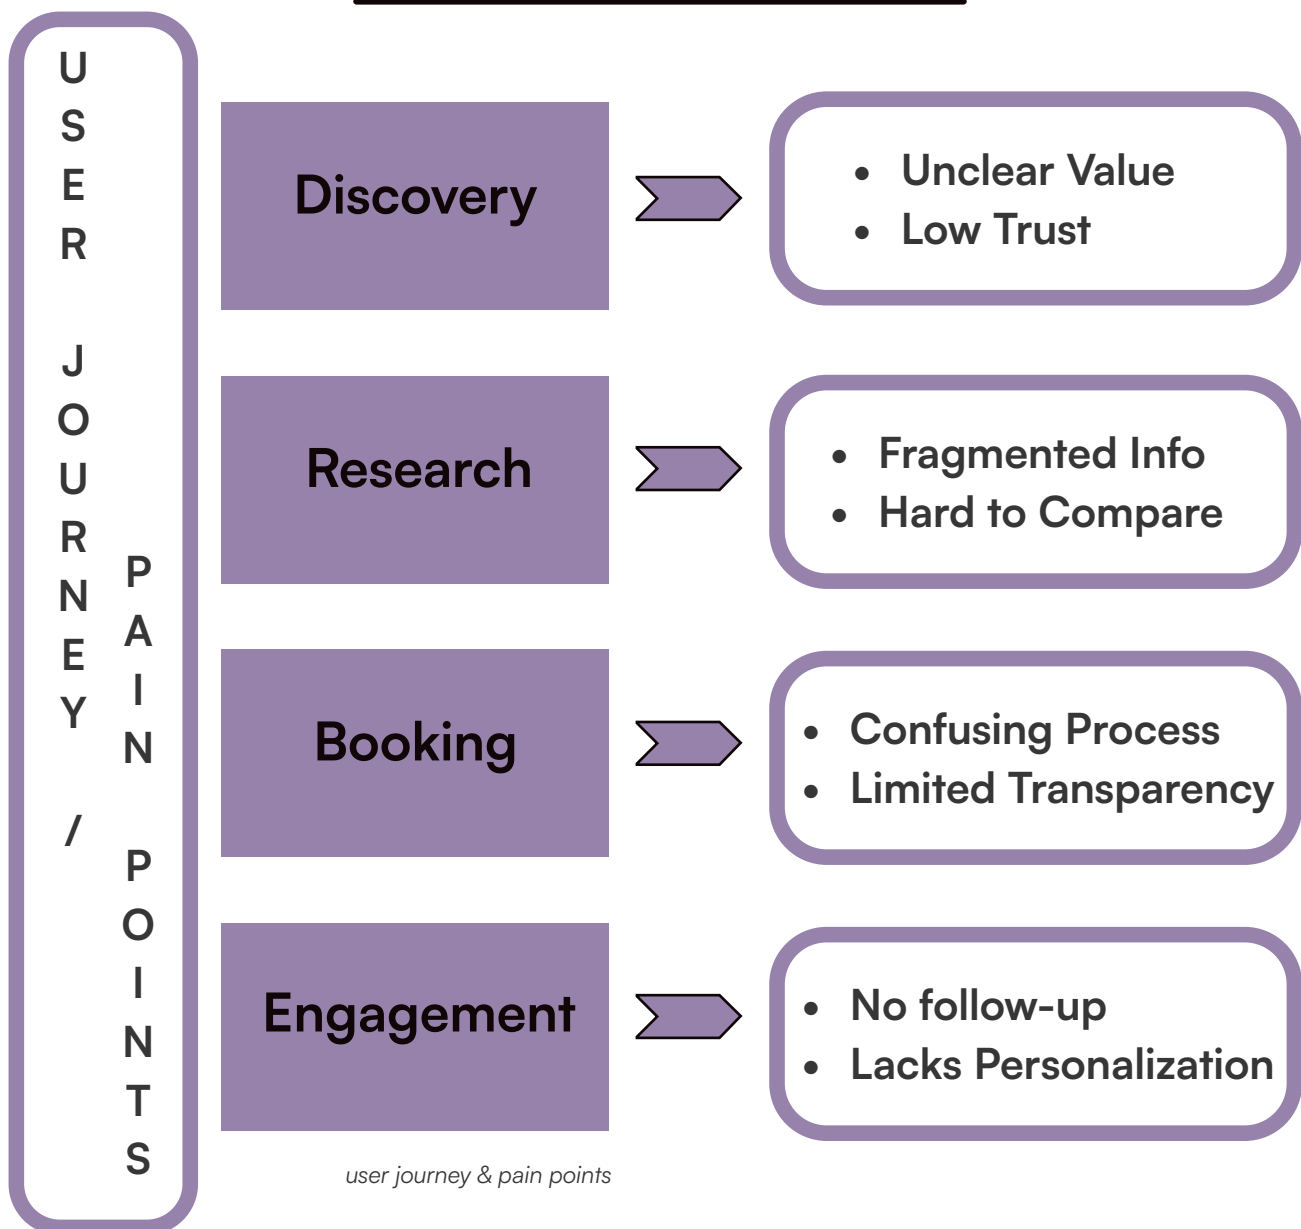 USER JOURNEY /
PAIN POINTS
Discovery
• Unclear Value
• Low Trust
Research
• Fragmented Info
• Hard to Compare
Booking
• Confusing Process
• Limited Transparency
Engagement
• No follow-up
• Lacks Personalization
user journey & pain points